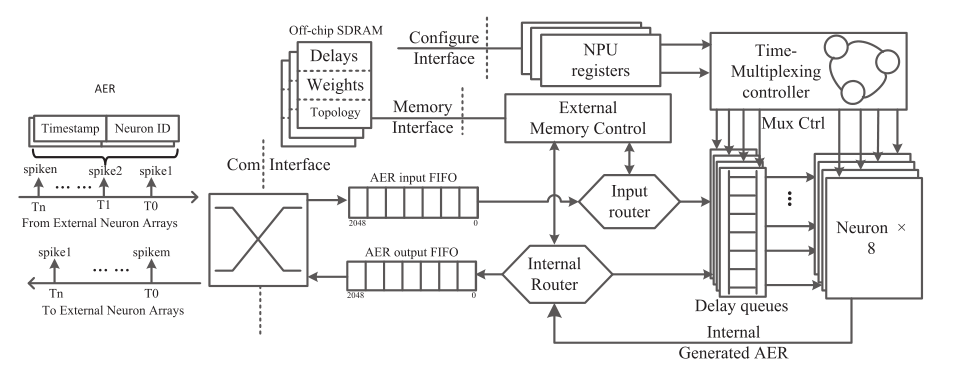 Off-chip SDRAM
Delays
Weights
Topology
Configure
Interface
NPU
registers
Time-
Multiplexing
controller
Mux Ctrl
Memory
Interface
External
Memory Control
AER
Timestamp
Neuron ID
spiken
... ...
spike2
spike1
Tn
T1
T0
From External Neuron Arrays
spike1
... ...
spikem
Tn
T0
To External Neuron Arrays
Com Interface
AER input FIFO
2048
0
AER output FIFO
2048
0
Input
router
Internal
Router
Delay queues
Neuron ×
8
Internal
Generated AER